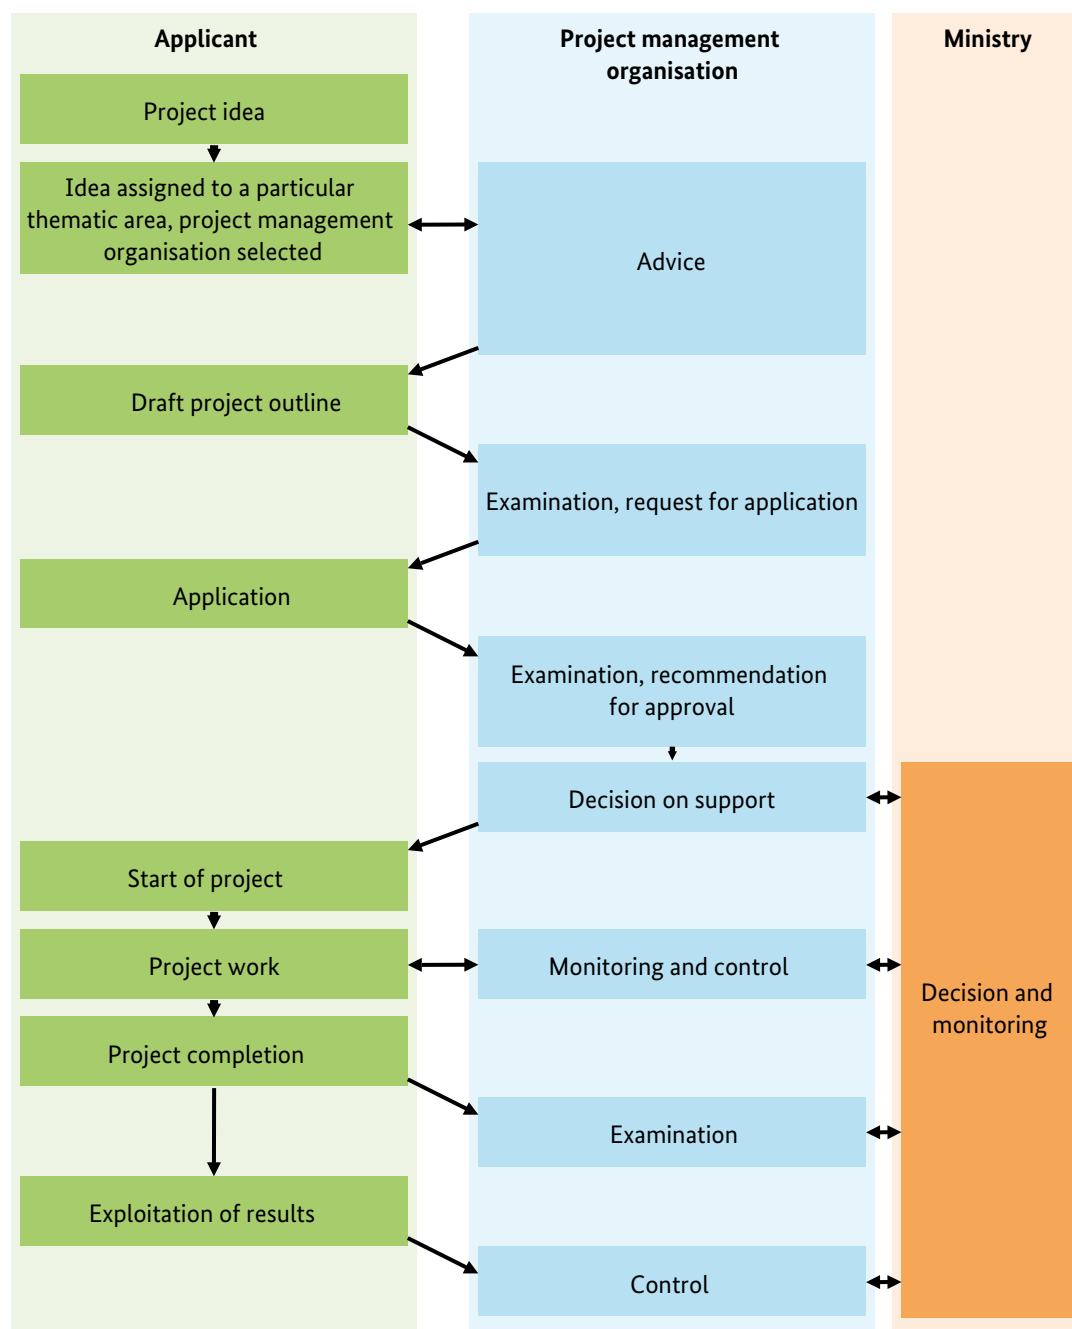 Applicant
Project management
organisation
Ministry
Project idea
Idea assigned to a particular
thematic area, project management
organisation selected
Advice
Draft project outline
Examination, request for application
Application
Examination, recommendation
for approval
Decision on support
Start of project
Project work
Monitoring and control
Decision and
monitoring
Project completion
Examination
Exploitation of results
Control